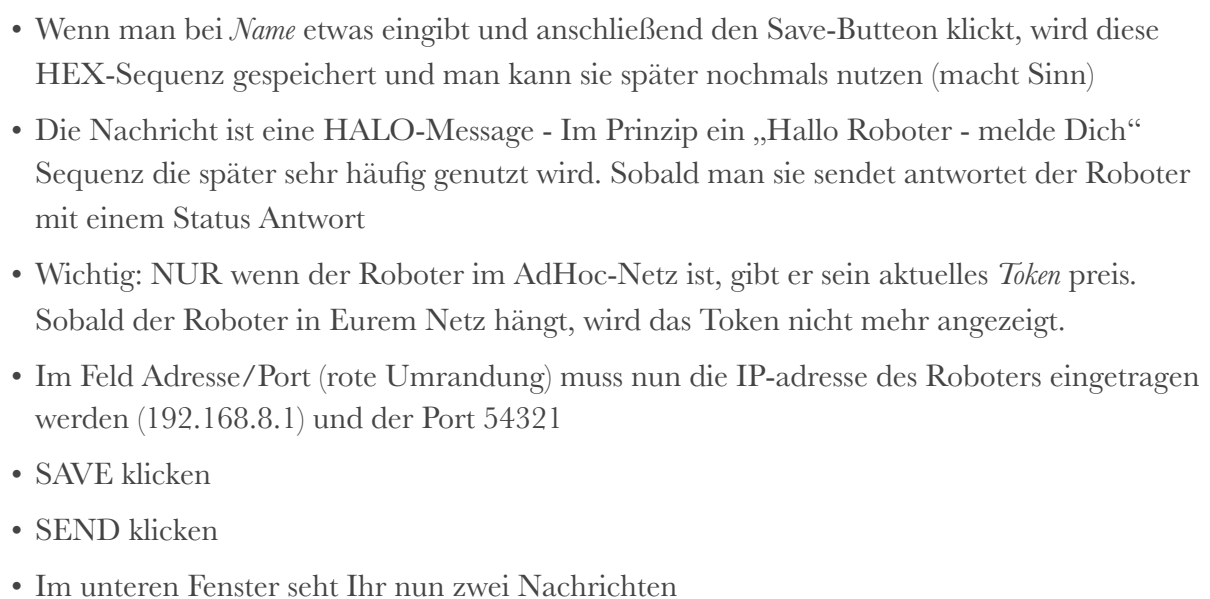 • Wenn man bei Name etwas eingibt und anschließend den Save-Butteon klickt, wird diese
HEX-Sequenz gespeichert und man kann sie später nochmals nutzen (macht Sinn)
• Die Nachricht ist eine HALO-Message - Im Prinzip ein „Hallo Roboter - melde Dich“
Sequenz die später sehr häufig genutzt wird. Sobald man sie sendet antwortet der Roboter
mit einem Status Antwort
• Wichtig: NUR wenn der Roboter im AdHoc-Netz ist, gibt er sein aktuelles Token preis.
Sobald der Roboter in Eurem Netz hängt, wird das Token nicht mehr angezeigt.
• Im Feld Adresse/Port (rote Umrandung) muss nun die IP-adresse des Roboters eingetragen
werden (192.168.8.1) und der Port 54321
• SAVE klicken
• SEND klicken
• Im unteren Fenster seht Ihr nun zwei Nachrichten